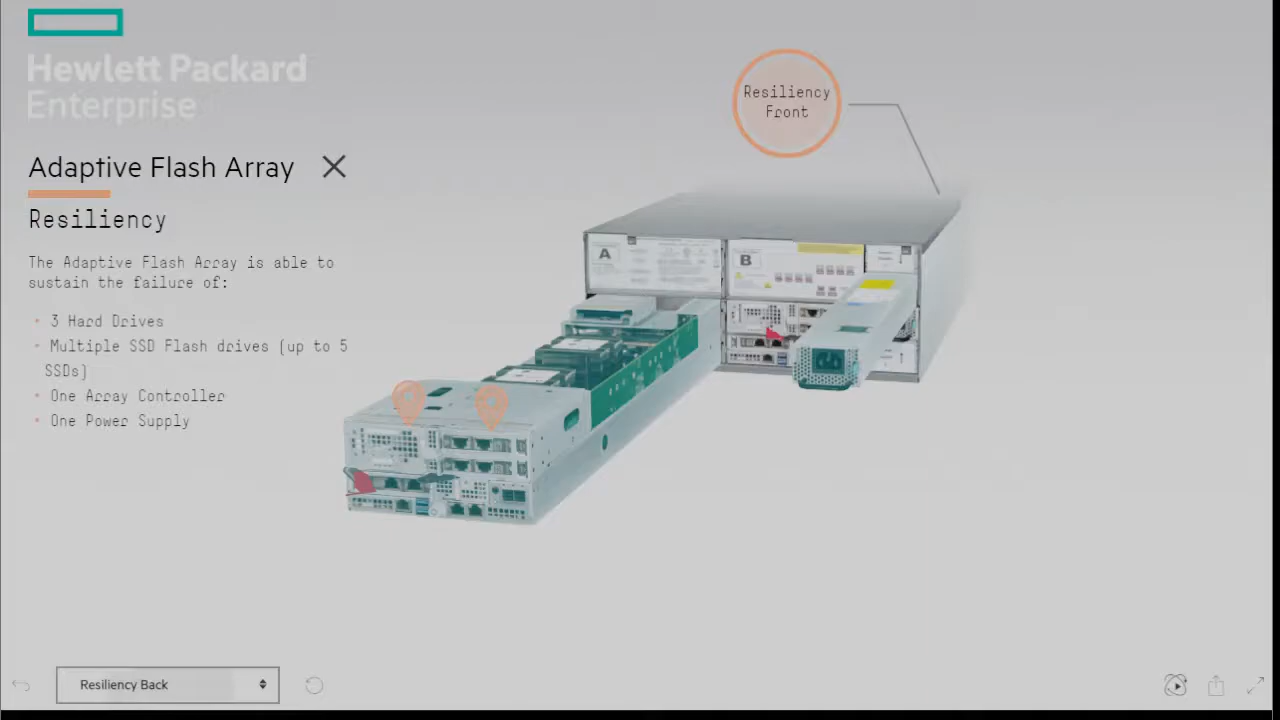 Hewlett Packard
Enterprise
Resiliency
Front
Adaptive Flash Array
Resiliency
The Adaptive Flash Array is able to
sustain the failure of:
3 Hard Drives
Multiple SSD Flash drives (up to 5
SSDs)
One Array Controller
One Power Supply
A
B
Resiliency Back